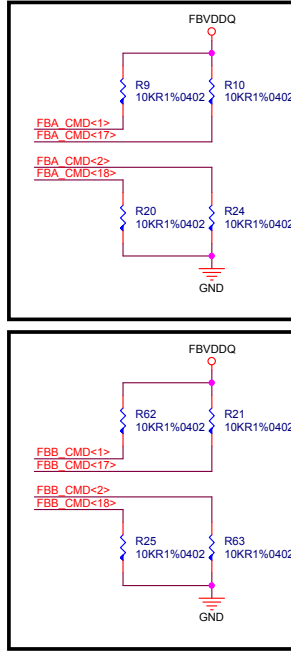 FBVDDQ
R9
10KR1%0402
R10
10KR1%0402
FBA_CMD<1>
FBA_CMD<17>
FBA_CMD<2>
FBA_CMD<18>
R20
10KR1%0402
R24
10KR1%0402
GND
FBVDDQ
R62
10KR1%0402
R21
10KR1%0402
FBB_CMD<1>
FBB_CMD<17>
FBB_CMD<2>
FBB_CMD<18>
R25
10KR1%0402
R63
10KR1%0402
GND